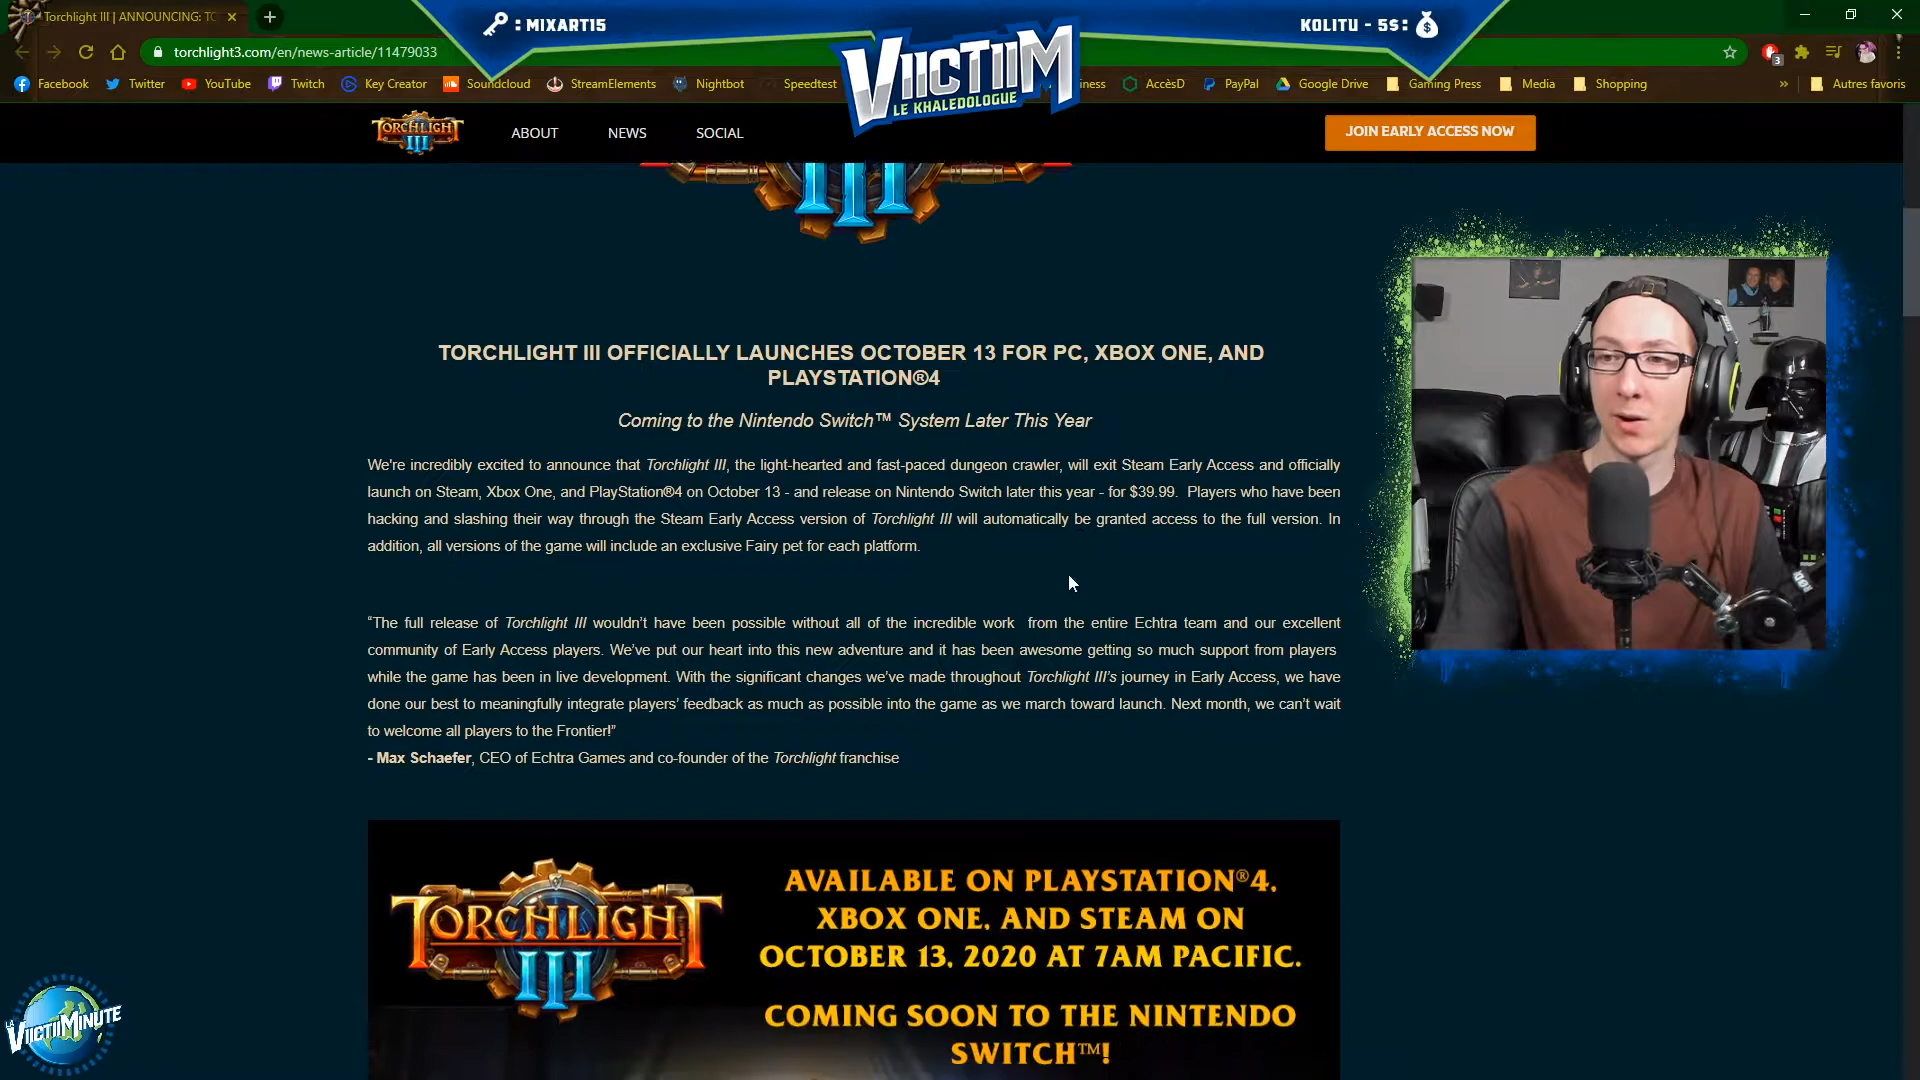 Torchlight III | ANNOUNCING: TO
: MIXART15
KOLITU - 5$ :
VIICTIIM
LE KHALEDOLOGUE
torchlight3.com/en/news-article/11479033
3
Facebook Twitter YouTube Twitch Key Creator Soundcloud StreamElements Nightbot Speedtest iness AccèsD PayPal Google Drive Gaming Press Media Shopping » Autres favoris
TORCHLIGHT III
ABOUT NEWS SOCIAL
JOIN EARLY ACCESS NOW
III
TORCHLIGHT III OFFICIALLY LAUNCHES OCTOBER 13 FOR PC, XBOX ONE, AND
PLAYSTATION®4
Coming to the Nintendo Switch™ System Later This Year
We're incredibly excited to announce that Torchlight III, the light-hearted and fast-paced dungeon crawler, will exit Steam Early Access and officially
launch on Steam, Xbox One, and PlayStation®4 on October 13 - and release on Nintendo Switch later this year - for $39.99. Players who have been
hacking and slashing their way through the Steam Early Access version of Torchlight III will automatically be granted access to the full version. In
addition, all versions of the game will include an exclusive Fairy pet for each platform.
“The full release of Torchlight III wouldn’t have been possible without all of the incredible work from the entire Echtra team and our excellent
community of Early Access players. We’ve put our heart into this new adventure and it has been awesome getting so much support from players
while the game has been in live development. With the significant changes we’ve made throughout Torchlight III’s journey in Early Access, we have
done our best to meaningfully integrate players’ feedback as much as possible into the game as we march toward launch. Next month, we can’t wait
to welcome all players to the Frontier!”
- Max Schaefer, CEO of Echtra Games and co-founder of the Torchlight franchise
TORCHLIGHT
III
AVAILABLE ON PLAYSTATION®4,
XBOX ONE, AND STEAM ON
OCTOBER 13, 2020 AT 7AM PACIFIC.
COMING SOON TO THE NINTENDO
SWITCH™!
LA
VIICTIIMINUTE